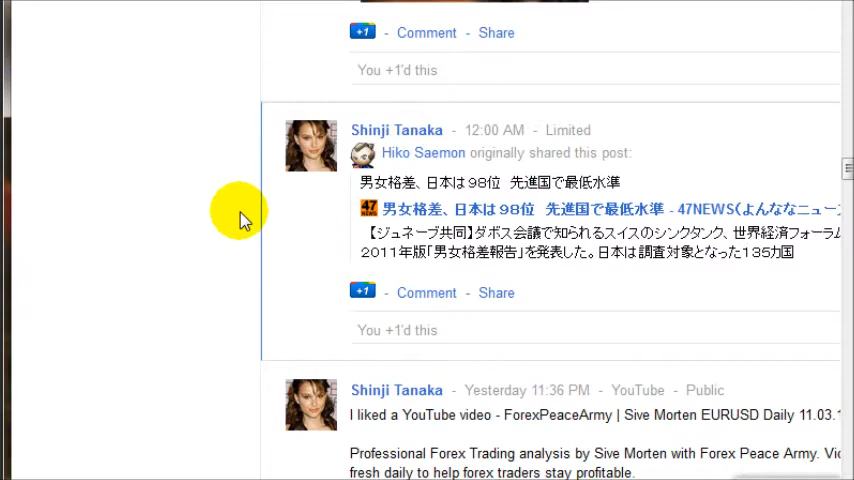 +1 - Comment - Share
You +1'd this
Shinji Tanaka - 12:00 AM - Limited
Hiko Saemon originally shared this post:
男女格差、日本は98位 先進国で最低水準
47 NEWS 男女格差、日本は98位 先進国で最低水準 - 47NEWS(よんななニュー
【ジュネーブ共同】ダボス会議で知られるスイスのシンクタンク、世界経済フォーラム
2011年版「男女格差報告」を発表した。日本は調査対象となった135カ国
+1 - Comment - Share
You +1'd this
Shinji Tanaka - Yesterday 11:36 PM - YouTube - Public
I liked a YouTube video - ForexPeaceArmy | Sive Morten EURUSD Daily 11.03.1
Professional Forex Trading analysis by Sive Morten with Forex Peace Army. Vi
fresh daily to help forex traders stay profitable.